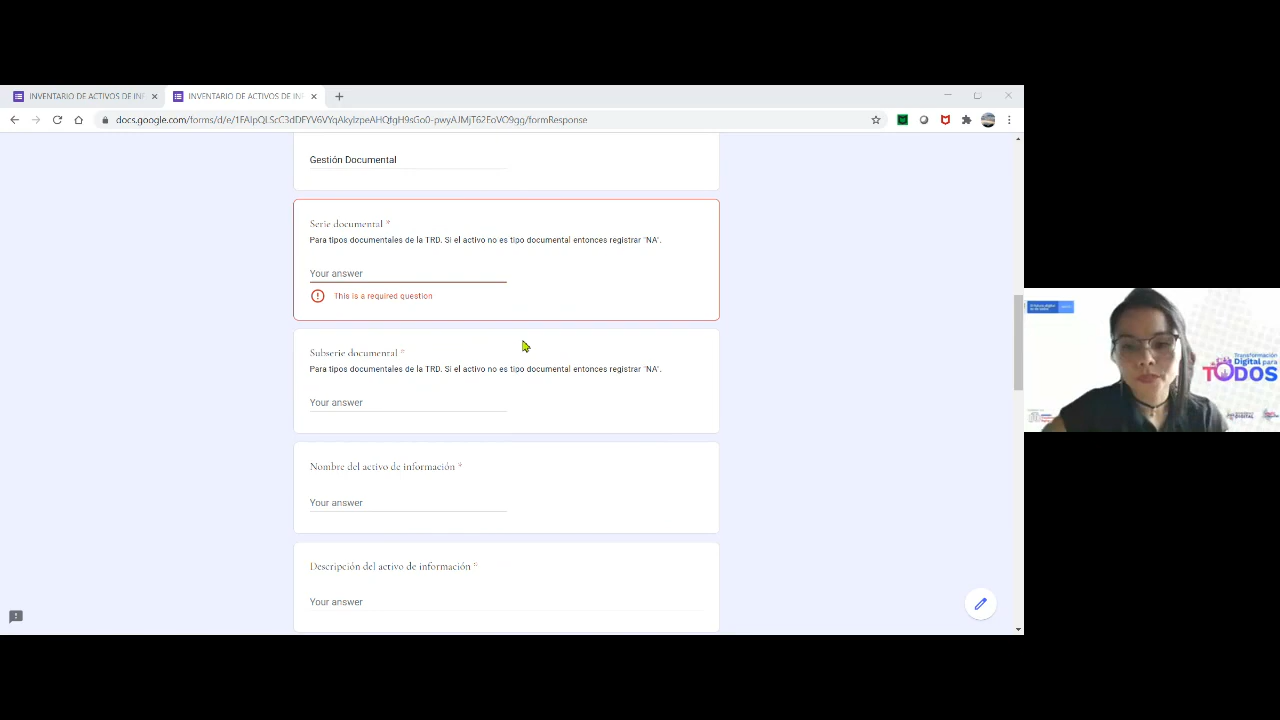 INVENTARIO DE ACTIVOS DE INF
INVENTARIO DE ACTIVOS DE INF
docs.google.com/forms/d/e/1FAIpQLScC3dDFYV6VYqAkyIzpeAHQfgH9sGo0-pwyAJMjT62FoVO9gg/formResponse
Gestión Documental
Serie documental *
Para tipos documentales de la TRD. Si el activo no es tipo documental entonces registrar "NA".
Your answer
This is a required question
Subserie documental *
Para tipos documentales de la TRD. Si el activo no es tipo documental entonces registrar "NA".
Your answer
Nombre del activo de información *
Your answer
Descripción del activo de información *
Your answer
Transformación
Digital para
TODOS